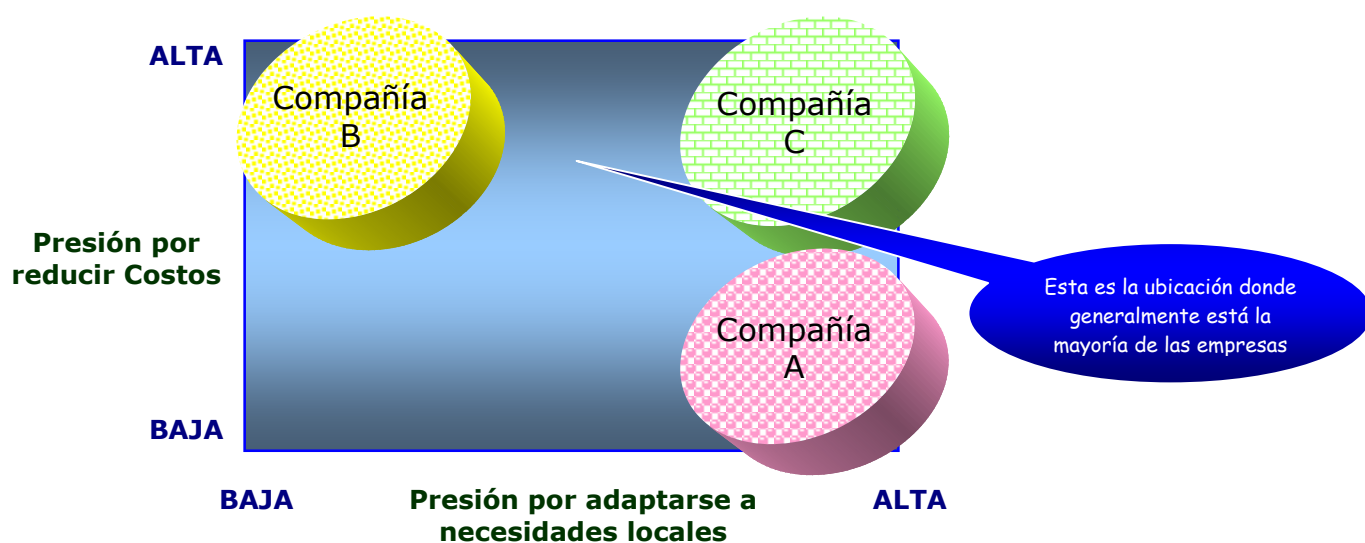 ALTA
Compañía
B
Compañía
C
Presión por
reducir Costos
Esta es la ubicación donde
generalmente está la
mayoría de las empresas
Compañía
A
BAJA
BAJA
Presión por adaptarse a
necesidades locales
ALTA